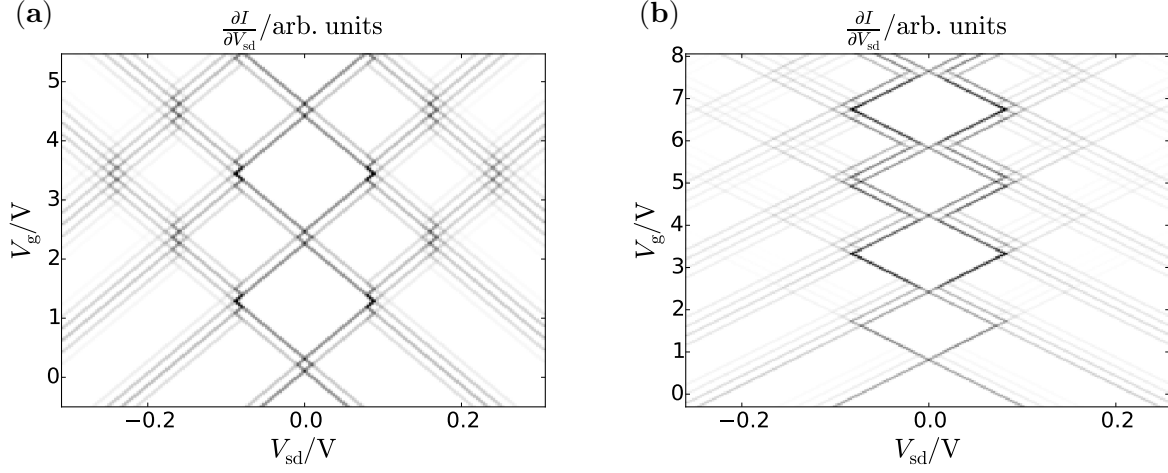 (a)
∂I/∂V_sd /arb. units
5
4
3
2
1
0
V_g/V
−0.2 0.0 0.2
V_sd/V
(b)
∂I/∂V_sd /arb. units
8
7
6
5
4
3
2
1
0
V_g/V
−0.2 0.0 0.2
V_sd/V